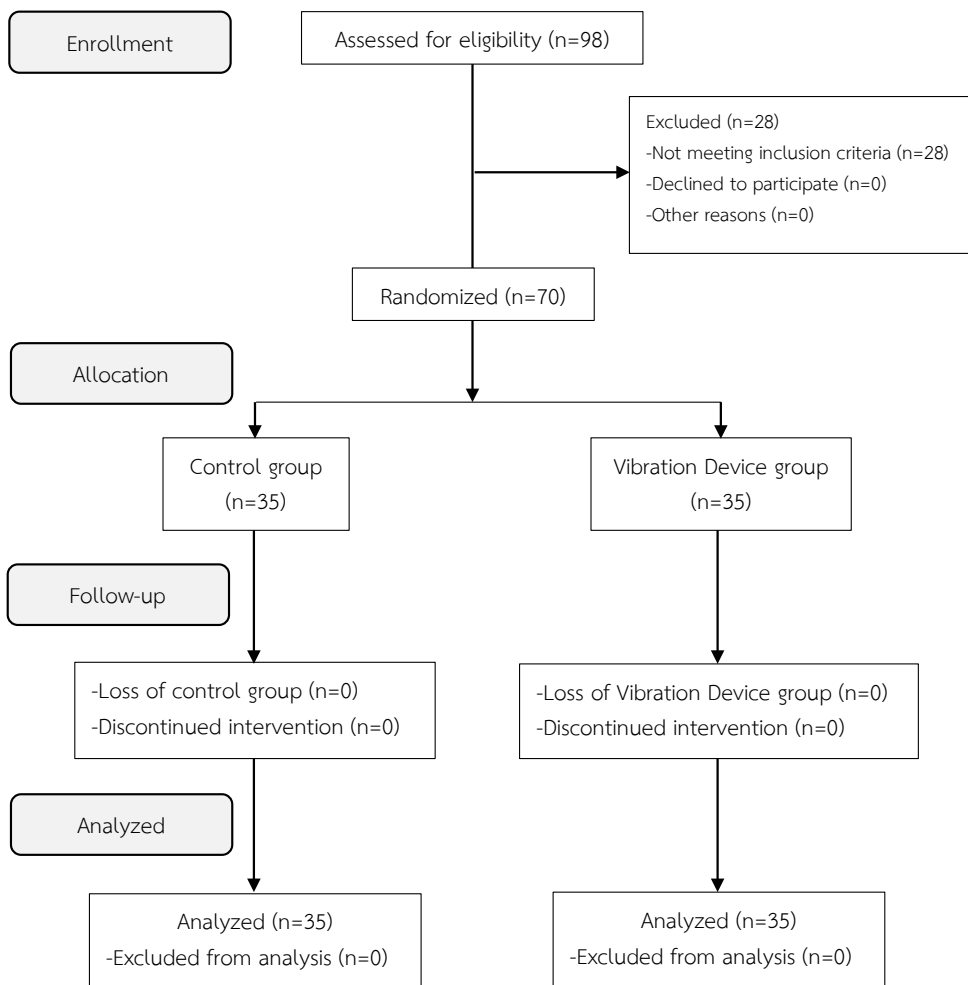 Enrollment
Assessed for eligibility (n=98)
Excluded (n=28)
-Not meeting inclusion criteria (n=28)
-Declined to participate (n=0)
-Other reasons (n=0)
Randomized (n=70)
Allocation
Control group
(n=35)
Vibration Device group
(n=35)
Follow-up
-Loss of control group (n=0)
-Discontinued intervention (n=0)
-Loss of Vibration Device group (n=0)
-Discontinued intervention (n=0)
Analyzed
Analyzed (n=35)
-Excluded from analysis (n=0)
Analyzed (n=35)
-Excluded from analysis (n=0)